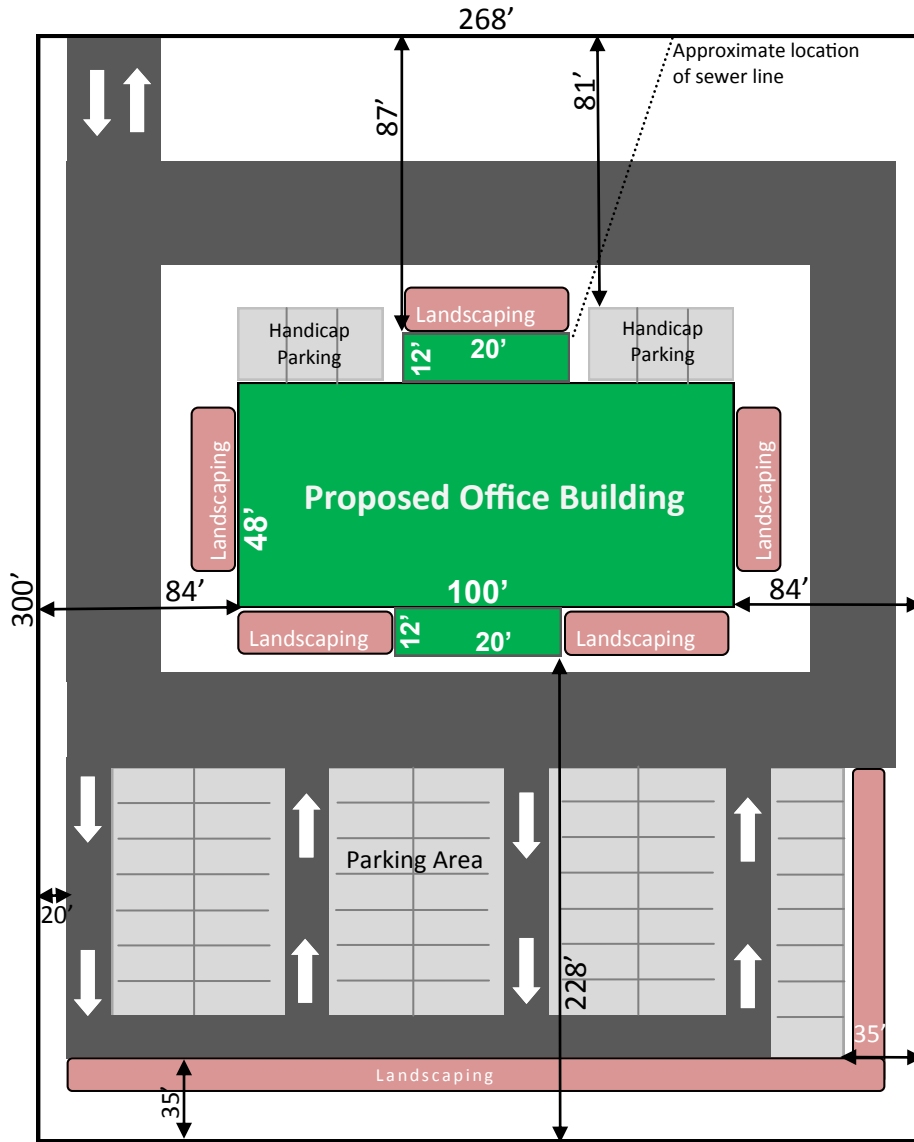 268’
Approximate location
of sewer line
87’
81’
Landscaping
Handicap
Parking
Handicap
Parking
12’
20’
Landscaping
Proposed Office Building
Landscaping
48’
300’
84’
100’
84’
Landscaping
12’
20’
Landscaping
Parking Area
20’
228’
35’
Landscaping
35’